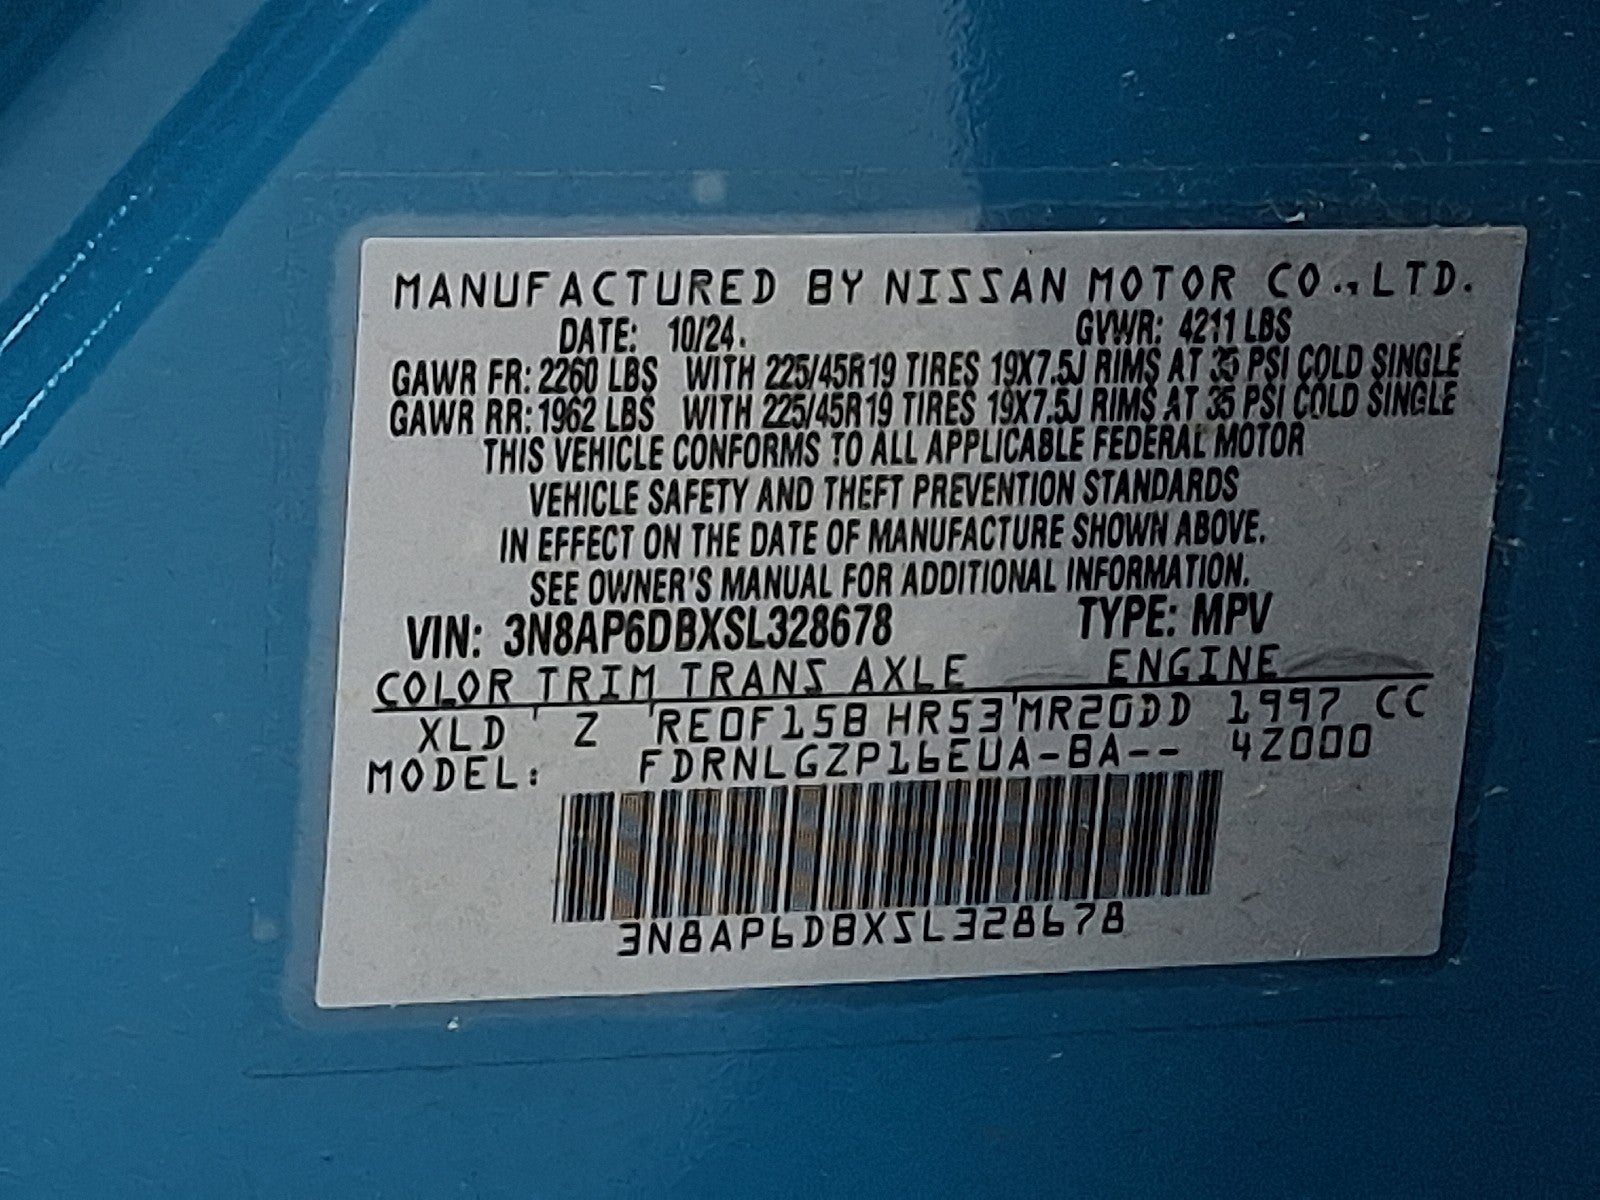 MANUFACTURED BY NISSAN MOTOR CO.,LTD.
DATE: 10/24. GVWR: 4211 LBS
GAWR FR: 2260 LBS WITH 225/45R19 TIRES 19X7.5J RIMS AT 35 PSI COLD SINGLE
GAWR RR: 1962 LBS WITH 225/45R19 TIRES 19X7.5J RIMS AT 35 PSI COLD SINGLE
THIS VEHICLE CONFORMS TO ALL APPLICABLE FEDERAL MOTOR
VEHICLE SAFETY AND THEFT PREVENTION STANDARDS
IN EFFECT ON THE DATE OF MANUFACTURE SHOWN ABOVE.
SEE OWNER'S MANUAL FOR ADDITIONAL INFORMATION.
VIN: 3N8AP6DBXSL328678 TYPE: MPV
COLOR TRIM TRANS AXLE ENGINE
XLD Z RE0F15B HR53 MR20DD 1997 CC
MODEL: FDRNLGZP16EUA-BA-- 42000
3N8AP6DBXSL328678